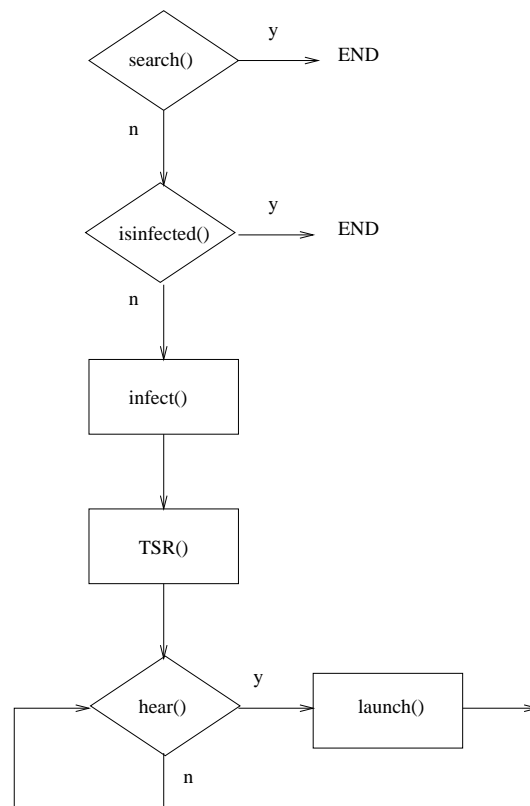 y
search()
END
n
y
isinfected()
END
n
infect()
TSR()
y
hear()
launch()
n